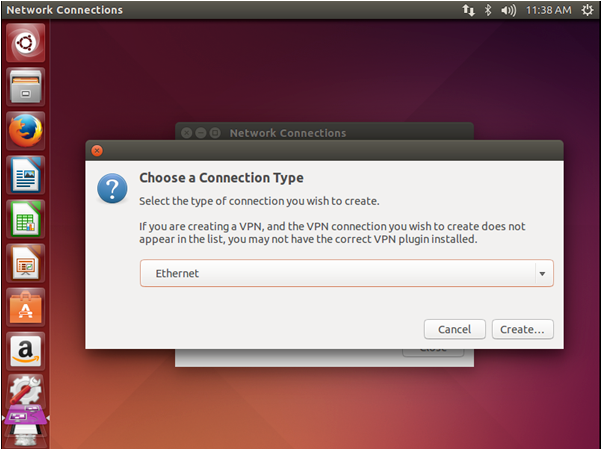 Network Connections
11:38 AM
Network Connections
Choose a Connection Type
Select the type of connection you wish to create.
If you are creating a VPN, and the VPN connection you wish to create does not
appear in the list, you may not have the correct VPN plugin installed.
Ethernet
Cancel
Create...
Close